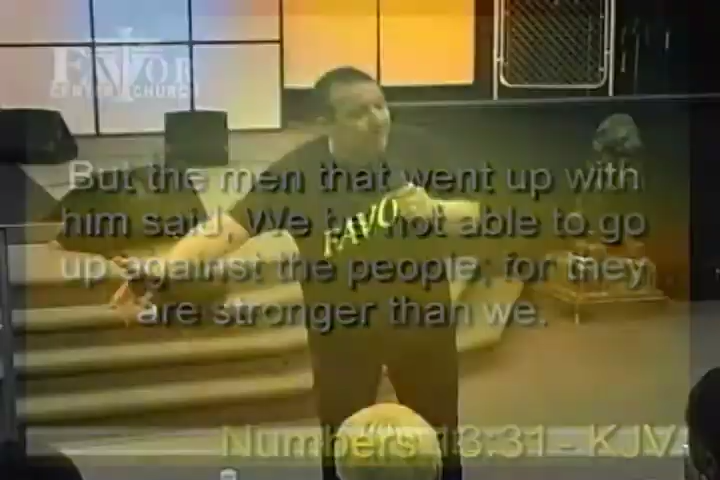 FAVOR
CENTER CHURCH
But the men that went up with
him said, We be not able to go
up against the people; for they
are stronger than we.
FAVO
Numbers 13:31 - KJV